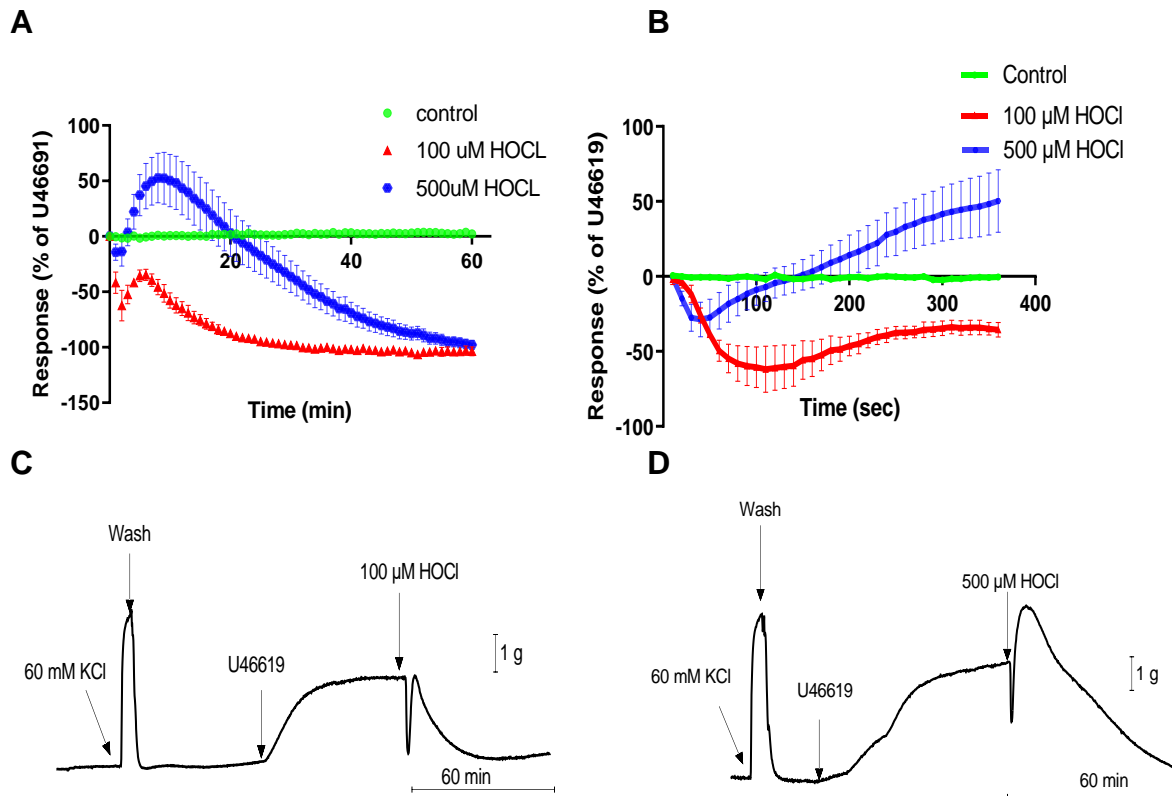 A
control
100 uM HOCL
500uM HOCL
Response (% of U46691)
100
50
0
-50
-100
-150
20
40
60
Time (min)
B
Control
100 µM HOCl
500 µM HOCl
Response (% of U46619)
100
50
0
-50
-100
100
200
300
400
Time (sec)
C
Wash
100 µM HOCl
60 mM KCl
U46619
1 g
60 min
D
Wash
500 µM HOCl
60 mM KCl
U46619
1 g
60 min